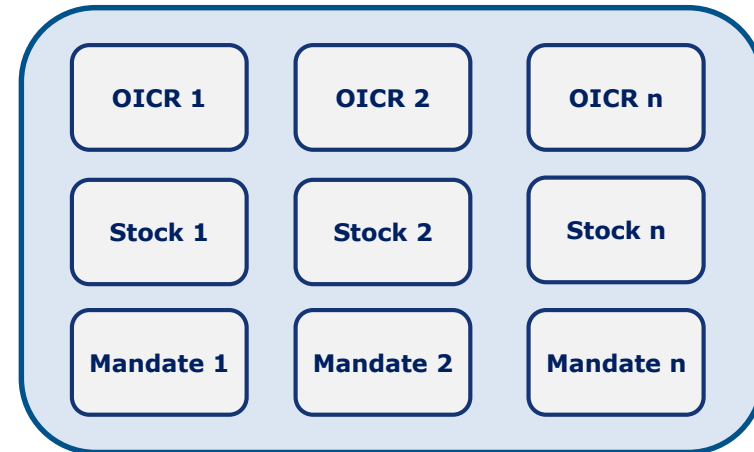 OICR 1
OICR 2
OICR n
Stock 1
Stock 2
Stock n
Mandate 1
Mandate 2
Mandate n